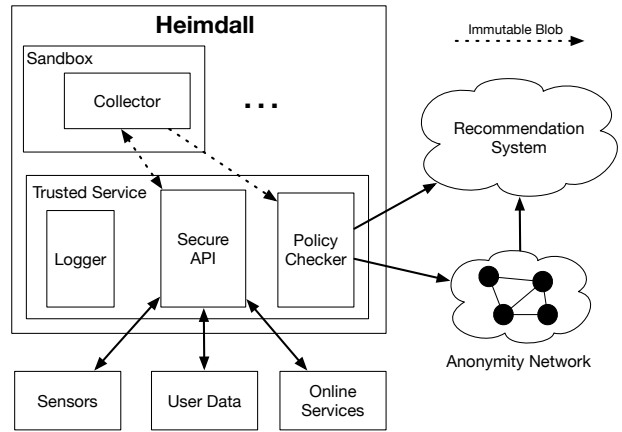 Heimdall
Immutable Blob
Sandbox
Collector
...
Recommendation
System
Trusted Service
Logger
Secure
API
Policy
Checker
Anonymity Network
Sensors
User Data
Online
Services